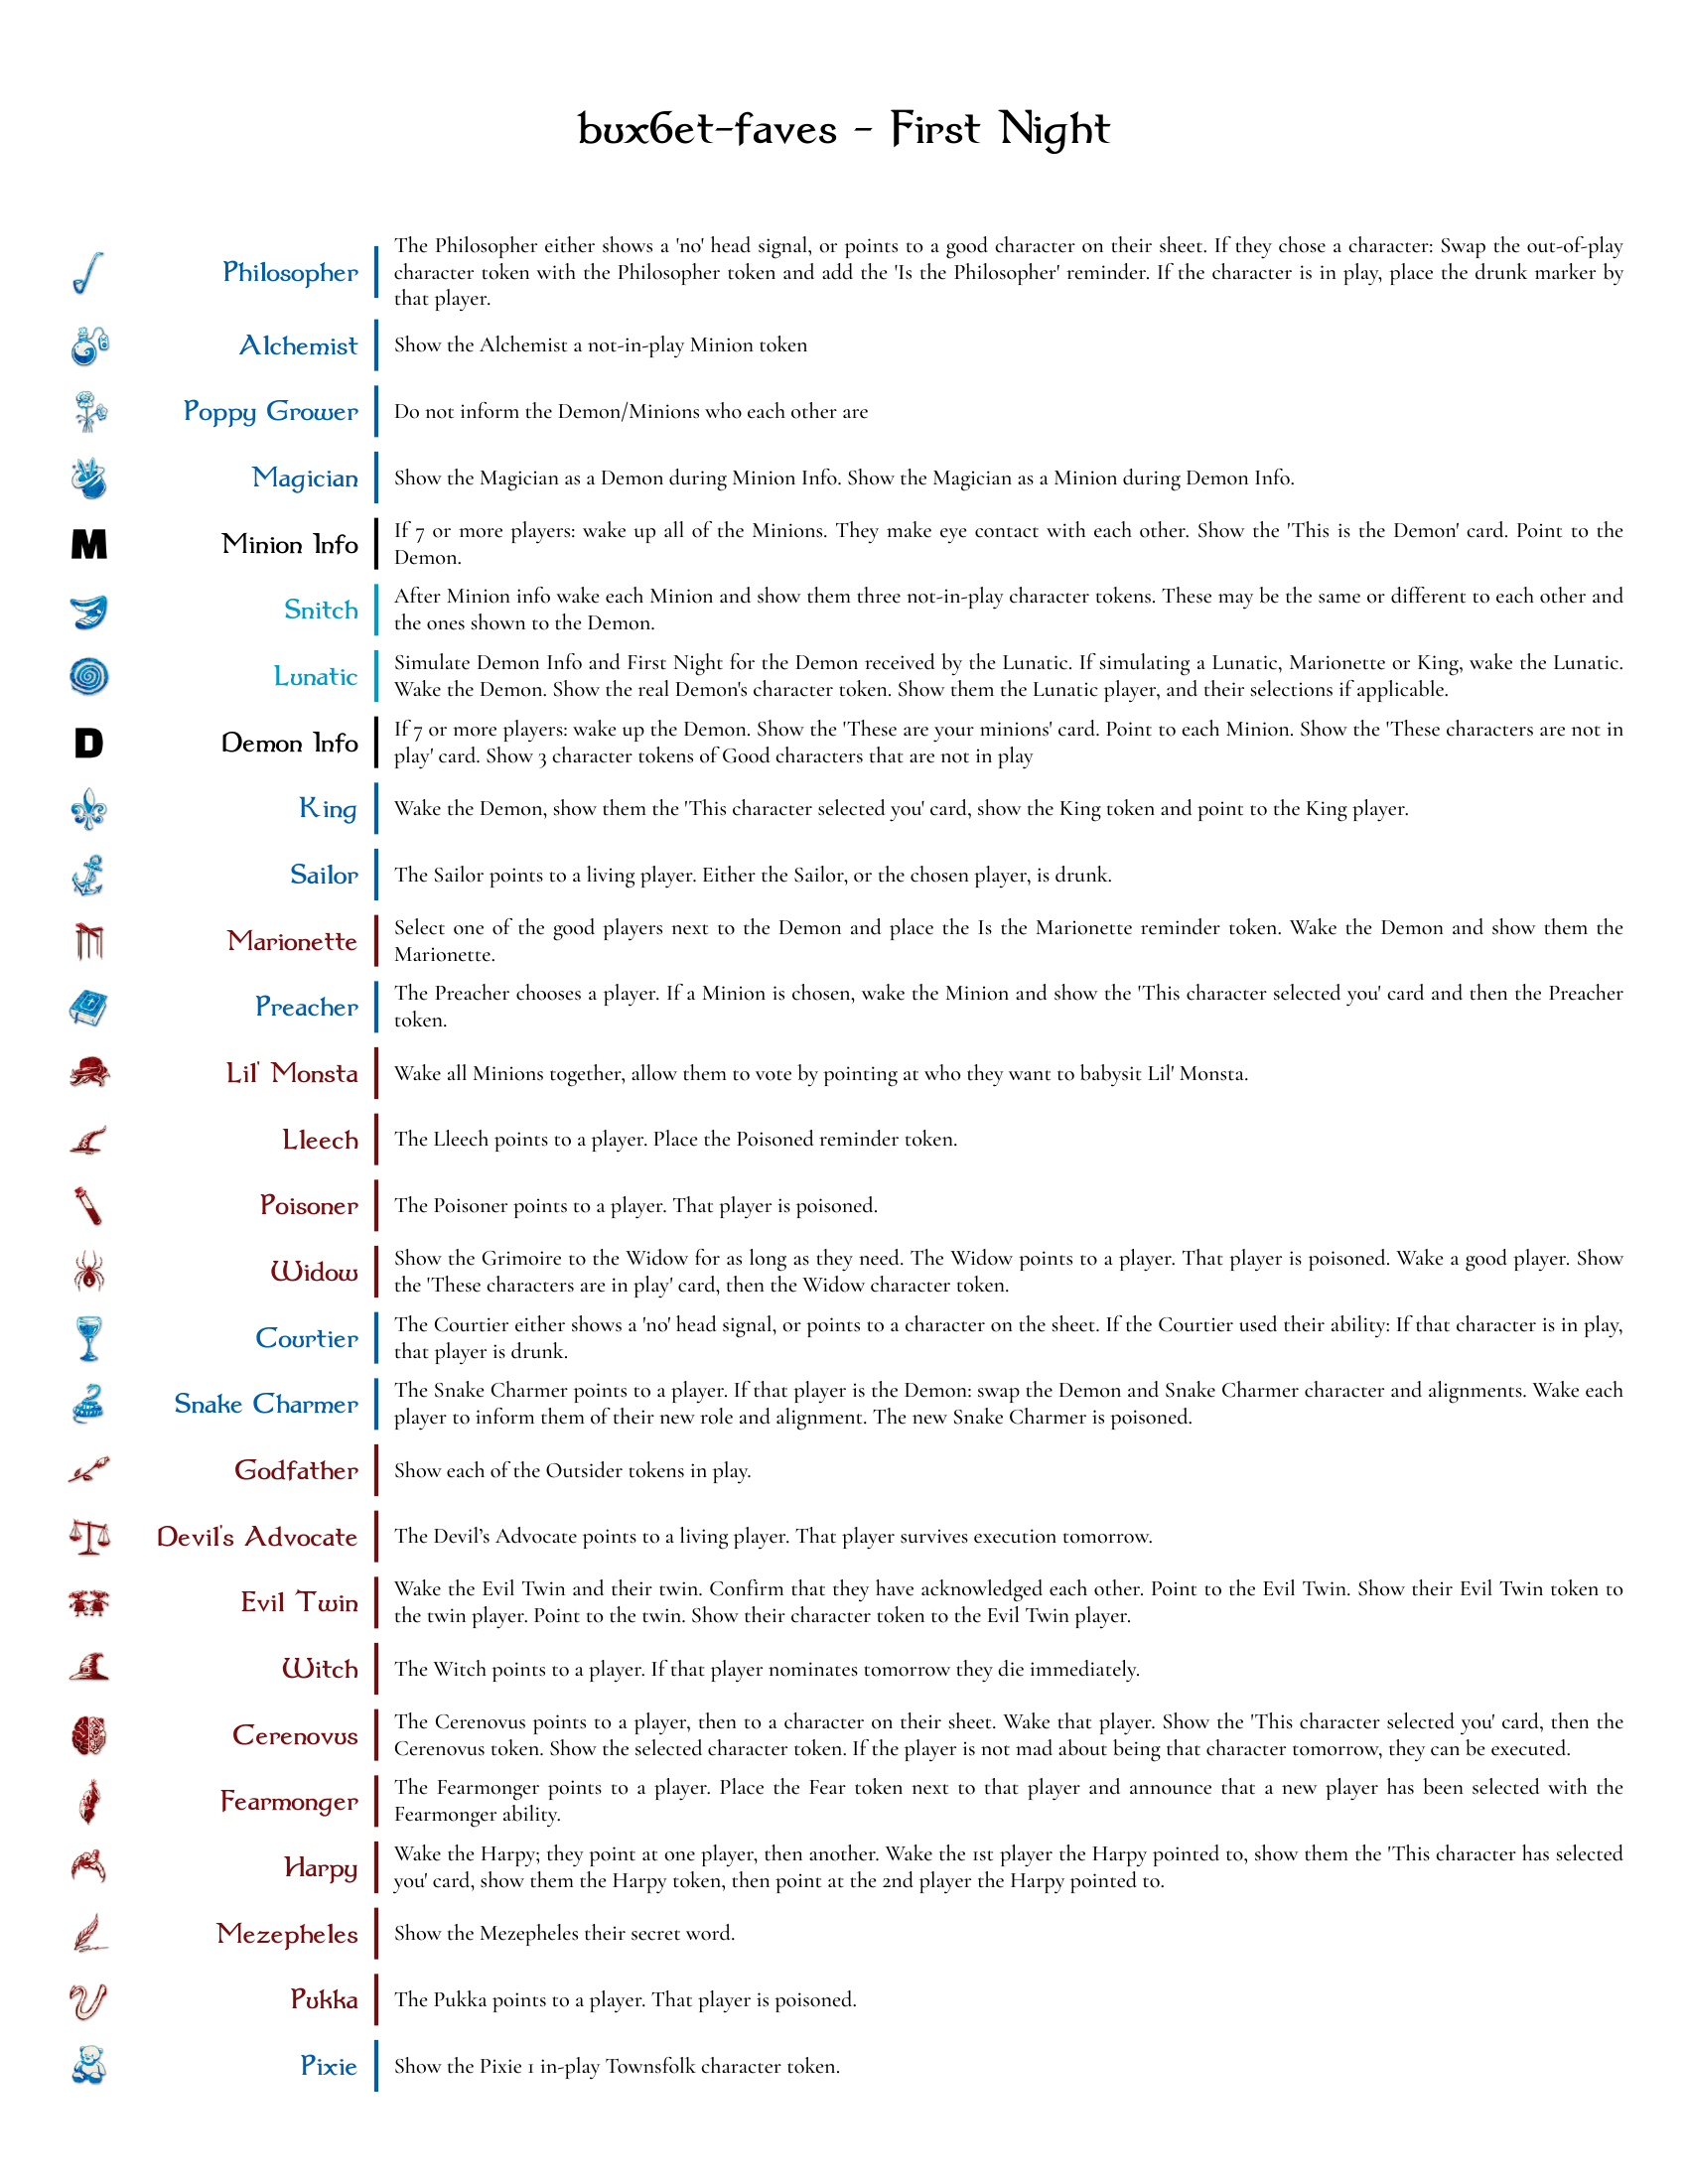 bux6et-faves - First Night
Philosopher
The Philosopher either shows a 'no' head signal, or points to a good character on their sheet. If they chose a character: Swap the out-of-play
character token with the Philosopher token and add the 'Is the Philosopher' reminder. If the character is in play, place the drunk marker by
that player.
Alchemist
Show the Alchemist a not-in-play Minion token
Poppy Grower
Do not inform the Demon/Minions who each other are
Magician
Show the Magician as a Demon during Minion Info. Show the Magician as a Minion during Demon Info.
M
Minion Info
If 7 or more players: wake up all of the Minions. They make eye contact with each other. Show the 'This is the Demon' card. Point to the
Demon.
Snitch
After Minion info wake each Minion and show them three not-in-play character tokens. These may be the same or different to each other and
the ones shown to the Demon.
Lunatic
Simulate Demon Info and First Night for the Demon received by the Lunatic. If simulating a Lunatic, Marionette or King, wake the Lunatic.
Wake the Demon. Show the real Demon's character token. Show them the Lunatic player, and their selections if applicable.
D
Demon Info
If 7 or more players: wake up the Demon. Show the 'These are your minions' card. Point to each Minion. Show the 'These characters are not in
play' card. Show 3 character tokens of Good characters that are not in play
King
Wake the Demon, show them the 'This character selected you' card, show the King token and point to the King player.
Sailor
The Sailor points to a living player. Either the Sailor, or the chosen player, is drunk.
Marionette
Select one of the good players next to the Demon and place the Is the Marionette reminder token. Wake the Demon and show them the
Marionette.
Preacher
The Preacher chooses a player. If a Minion is chosen, wake the Minion and show the 'This character selected you' card and then the Preacher
token.
Lil' Monsta
Wake all Minions together, allow them to vote by pointing at who they want to babysit Lil' Monsta.
Lleech
The Lleech points to a player. Place the Poisoned reminder token.
Poisoner
The Poisoner points to a player. That player is poisoned.
Widow
Show the Grimoire to the Widow for as long as they need. The Widow points to a player. That player is poisoned. Wake a good player. Show
the 'These characters are in play' card, then the Widow character token.
Courtier
The Courtier either shows a 'no' head signal, or points to a character on the sheet. If the Courtier used their ability: If that character is in play,
that player is drunk.
Snake Charmer
The Snake Charmer points to a player. If that player is the Demon: swap the Demon and Snake Charmer character and alignments. Wake each
player to inform them of their new role and alignment. The new Snake Charmer is poisoned.
Godfather
Show each of the Outsider tokens in play.
Devil's Advocate
The Devil’s Advocate points to a living player. That player survives execution tomorrow.
Evil Twin
Wake the Evil Twin and their twin. Confirm that they have acknowledged each other. Point to the Evil Twin. Show their Evil Twin token to
the twin player. Point to the twin. Show their character token to the Evil Twin player.
Witch
The Witch points to a player. If that player nominates tomorrow they die immediately.
Cerenovus
The Cerenovus points to a player, then to a character on their sheet. Wake that player. Show the 'This character selected you' card, then the
Cerenovus token. Show the selected character token. If the player is not mad about being that character tomorrow, they can be executed.
Fearmonger
The Fearmonger points to a player. Place the Fear token next to that player and announce that a new player has been selected with the
Fearmonger ability.
Harpy
Wake the Harpy; they point at one player, then another. Wake the 1st player the Harpy pointed to, show them the 'This character has selected
you' card, show them the Harpy token, then point at the 2nd player the Harpy pointed to.
Mezepheles
Show the Mezepheles their secret word.
Pukka
The Pukka points to a player. That player is poisoned.
Pixie
Show the Pixie 1 in-play Townsfolk character token.